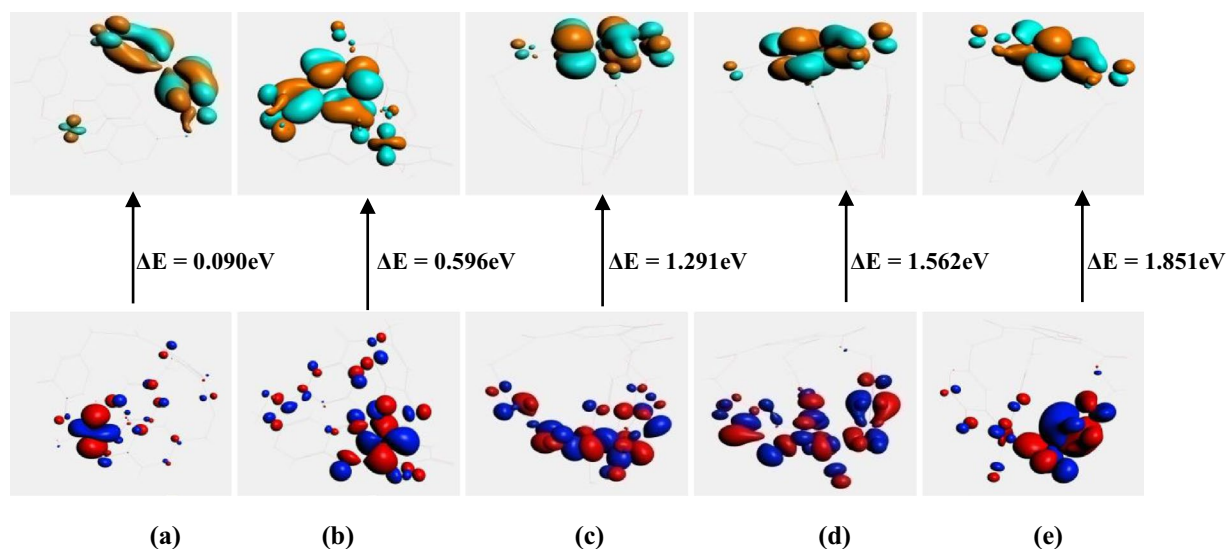 ΔE = 0.090eV
ΔE = 0.596eV
ΔE = 1.291eV
ΔE = 1.562eV
ΔE = 1.851eV
(a)
(b)
(c)
(d)
(e)